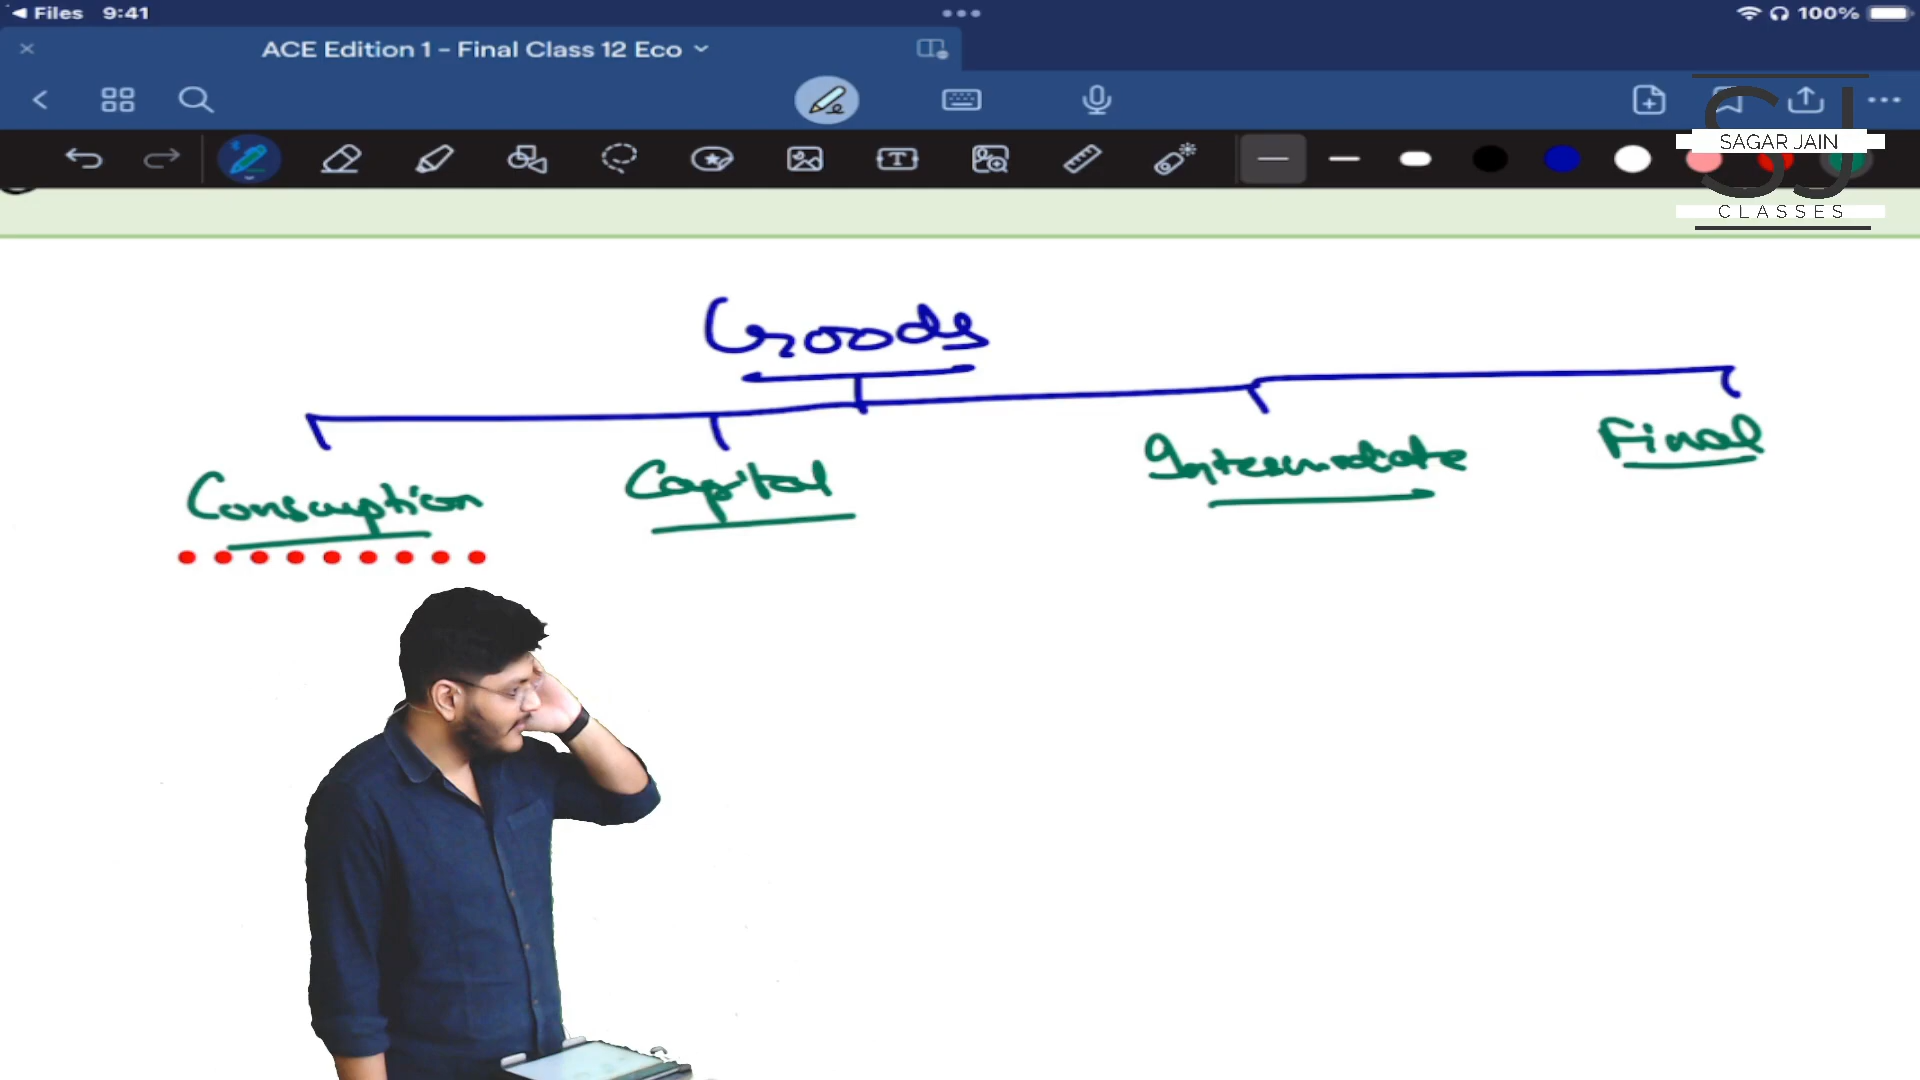 Files 9:41 100%
ACE Edition 1 - Final Class 12 Eco
SAGAR JAIN
CLASSES
Goods
Consumption Capital Intermediate Final